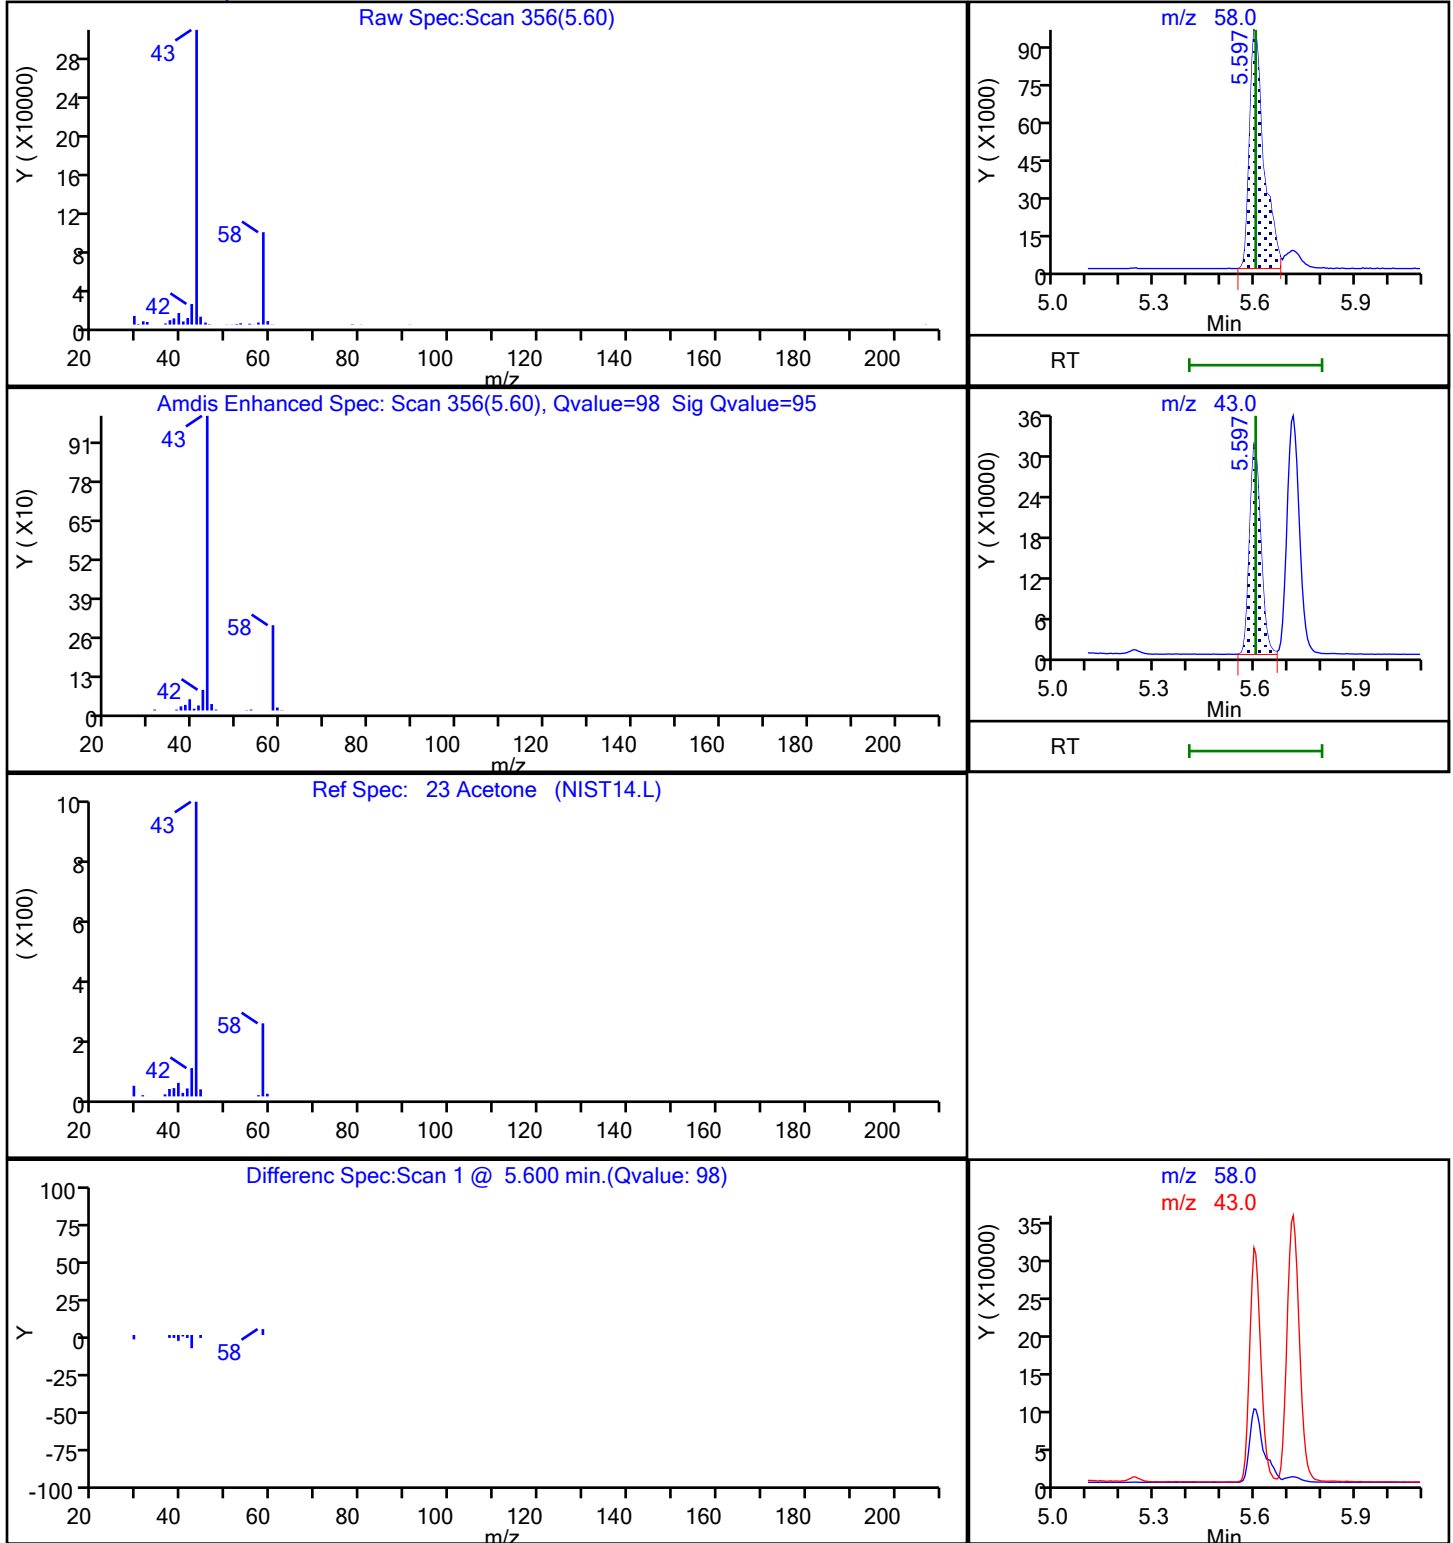 Raw Spec:Scan 356(5.60)
Y ( X10000)
28
24
20
16
12
8
4
0
43
58
42
20 40 60 80 100 120 140 160 180 200
m/z
m/z 58.0
Y ( X1000)
90
75
60
45
30
15
0
5.597
5.0 5.3 5.6 5.9
Min
RT
Amdis Enhanced Spec: Scan 356(5.60), Qvalue=98 Sig Qvalue=95
Y ( X10)
91
78
65
52
39
26
13
0
43
58
42
20 40 60 80 100 120 140 160 180 200
m/z
m/z 43.0
Y ( X10000)
36
30
24
18
12
6
0
5.597
5.0 5.3 5.6 5.9
Min
RT
Ref Spec: 23 Acetone (NIST14.L)
( X100)
10
8
6
4
2
0
43
58
42
20 40 60 80 100 120 140 160 180 200
Differenc Spec:Scan 1 @ 5.600 min.(Qvalue: 98)
Y
100
75
50
25
0
-25
-50
-75
-100
58
20 40 60 80 100 120 140 160 180 200
m/z
m/z 58.0
m/z 43.0
Y ( X10000)
35
30
25
20
15
10
5
0
5.0 5.3 5.6 5.9
Min